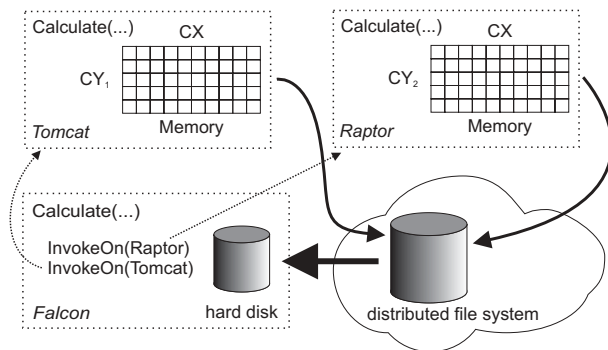 Calculate(...)
CX
CY₁
Tomcat
Memory
Calculate(...)
CX
CY₂
Raptor
Memory
Calculate(...)
InvokeOn(Raptor)
InvokeOn(Tomcat)
Falcon
hard disk
distributed file system